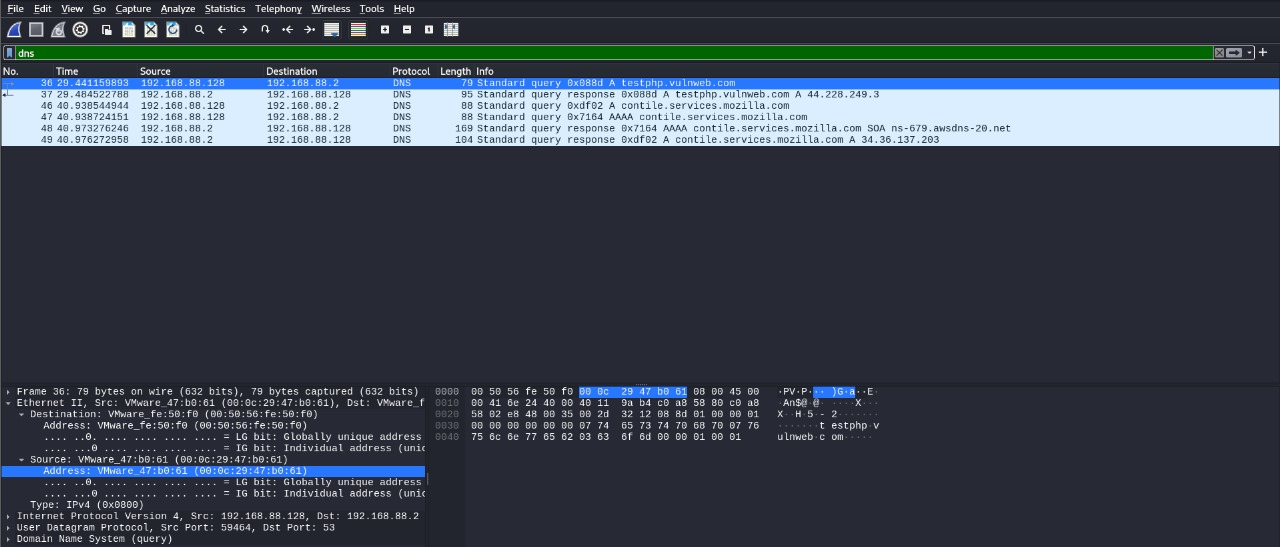 File Edit View Go Capture Analyze Statistics Telephony Wireless Tools Help
dns
No. Time Source Destination Protocol Length Info
36 29.441159893 192.168.88.128 192.168.88.2 DNS 79 Standard query 0x088d A testphp.vulnweb.com
37 29.484522788 192.168.88.2 192.168.88.128 DNS 95 Standard query response 0x088d A testphp.vulnweb.com A 44.228.249.3
46 40.938544944 192.168.88.128 192.168.88.2 DNS 88 Standard query 0xdf02 A contile.services.mozilla.com
47 40.938724151 192.168.88.128 192.168.88.2 DNS 88 Standard query 0x7164 AAAA contile.services.mozilla.com
48 40.973276246 192.168.88.2 192.168.88.128 DNS 169 Standard query response 0x7164 AAAA contile.services.mozilla.com SOA ns-679.awsdns-20.net
49 40.976272958 192.168.88.2 192.168.88.128 DNS 104 Standard query response 0xdf02 A contile.services.mozilla.com A 34.36.137.203
Frame 36: 79 bytes on wire (632 bits), 79 bytes captured (632 bits)
Ethernet II, Src: VMware_47:b0:61 (00:0c:29:47:b0:61), Dst: VMware_f
Destination: VMware_fe:50:f0 (00:50:56:fe:50:f0)
Address: VMware_fe:50:f0 (00:50:56:fe:50:f0)
.... ..0. .... .... .... .... = LG bit: Globally unique address
.... ...0 .... .... .... .... = IG bit: Individual address (unic
Source: VMware_47:b0:61 (00:0c:29:47:b0:61)
Address: VMware_47:b0:61 (00:0c:29:47:b0:61)
.... ..0. .... .... .... .... = LG bit: Globally unique address
.... ...0 .... .... .... .... = IG bit: Individual address (unic
Type: IPv4 (0x0800)
Internet Protocol Version 4, Src: 192.168.88.128, Dst: 192.168.88.2
User Datagram Protocol, Src Port: 59464, Dst Port: 53
Domain Name System (query)
0000 00 50 56 fe 50 f0 00 0c 29 47 b0 61 08 00 45 00 ·PV·P··· )G·a··E·
0010 00 41 6e 24 40 00 40 11 9a b4 c0 a8 58 80 c0 a8 ·An$@·@· ····X···
0020 58 02 e8 48 00 35 00 2d 32 12 08 8d 01 00 00 01 X··H·5·- 2·······
0030 00 00 00 00 00 00 07 74 65 73 74 70 68 70 07 76 ·······t estphp·v
0040 75 6c 6e 77 65 62 03 63 6f 6d 00 00 01 00 01 ulnweb·c om·····